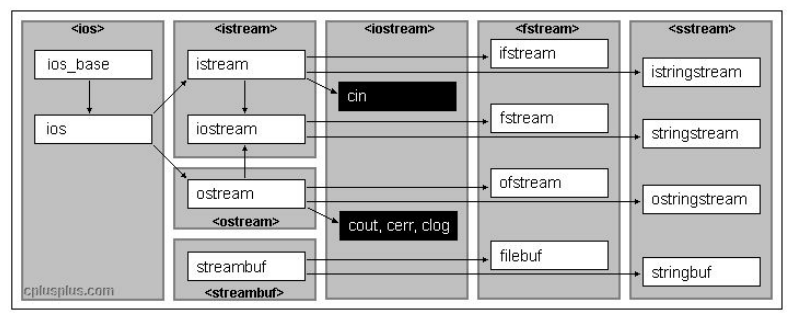 <ios>
ios_base
ios
cplusplus.com
<istream>
istream
iostream
ostream
<ostream>
streambuf
<streambuf>
<iostream>
cin
cout, cerr, clog
<fstream>
ifstream
fstream
ofstream
filebuf
<sstream>
istringstream
stringstream
ostringstream
stringbuf